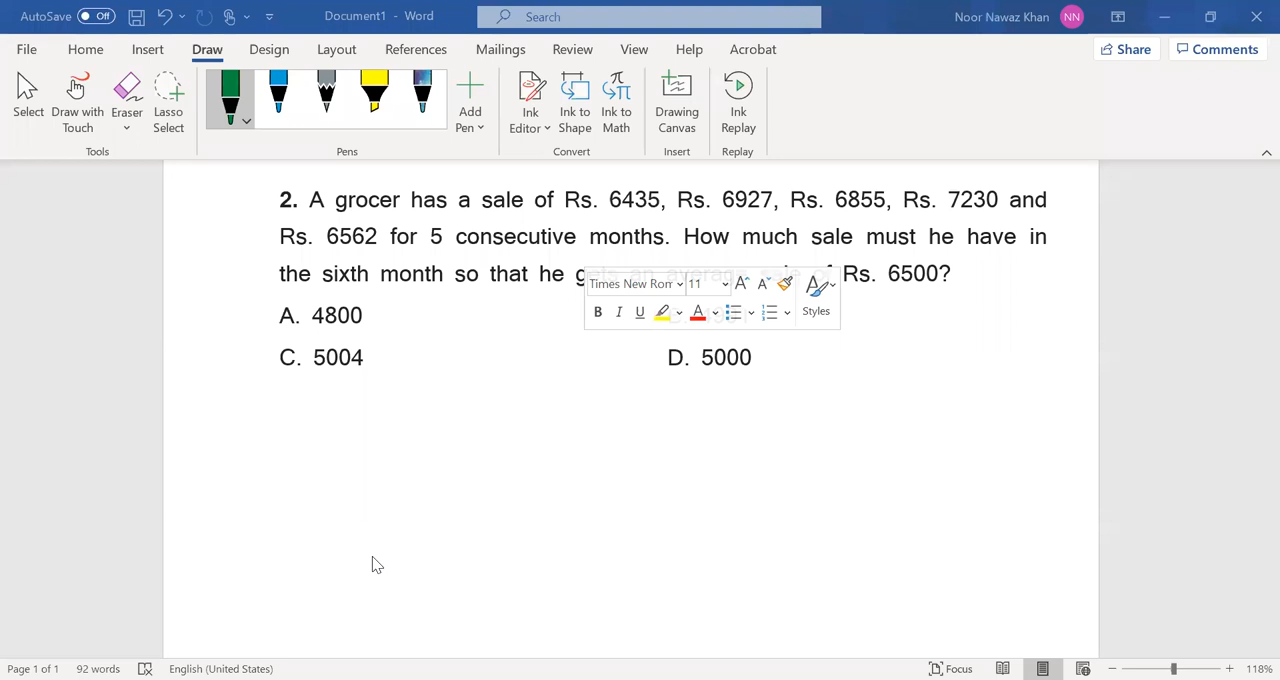 AutoSave Off Document1 - Word Search Noor Nawaz Khan NN
File Home Insert Draw Design Layout References Mailings Review View Help Acrobat Share Comments
Select Draw with Touch Eraser Lasso Select Add Pen Ink Editor Ink to Shape Ink to Math Drawing Canvas Ink Replay
Tools Pens Convert Insert Replay
2. A grocer has a sale of Rs. 6435, Rs. 6927, Rs. 6855, Rs. 7230 and
Rs. 6562 for 5 consecutive months. How much sale must he have in
the sixth month so that he gets an average sale of Rs. 6500?
Times New Rom 11 A A Styles
B I U A
A. 4800
C. 5004 D. 5000
Page 1 of 1 92 words English (United States) Focus 118%